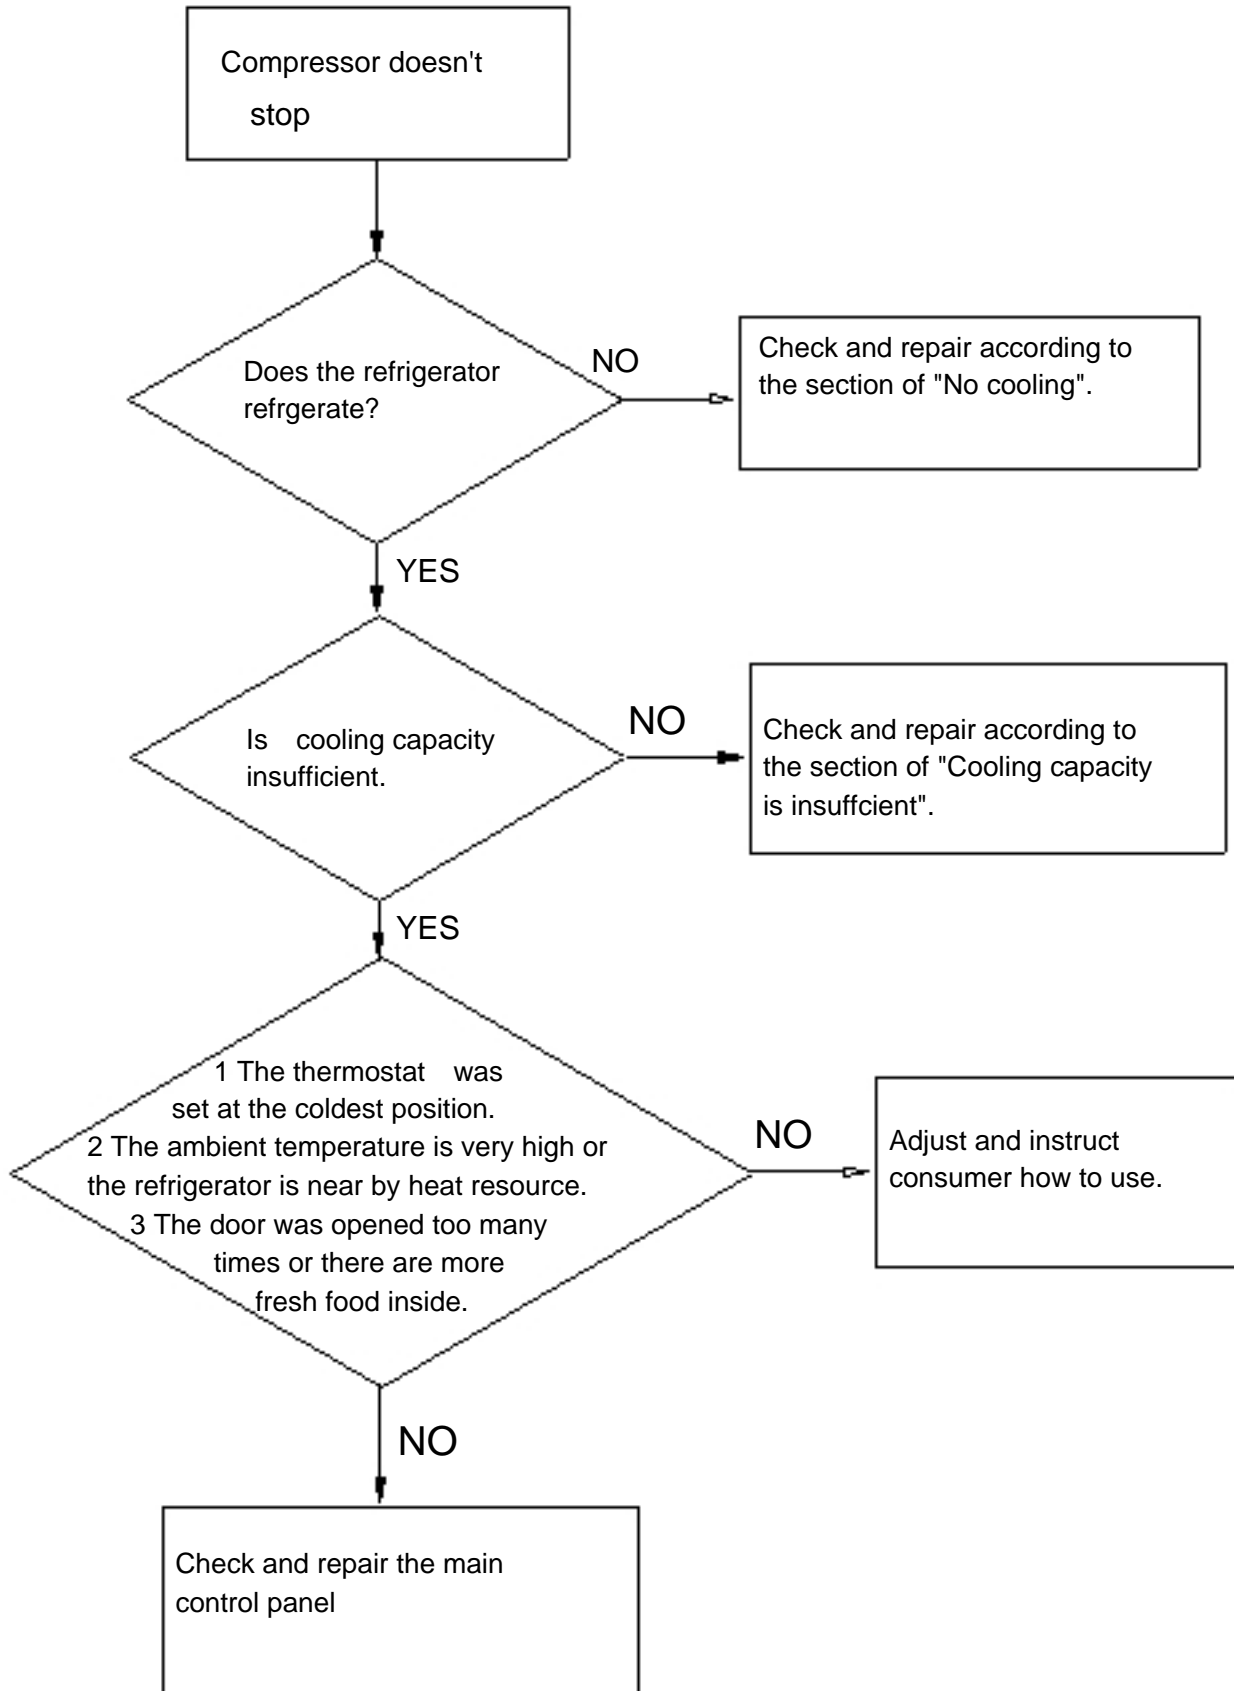 Compressor doesn't
stop
Does the refrigerator
refrgerate?
NO
Check and repair according to
the section of "No cooling".
YES
Is cooling capacity
insufficient.
NO
Check and repair according to
the section of "Cooling capacity
is insuffcient".
YES
1 The thermostat was
set at the coldest position.
2 The ambient temperature is very high or
the refrigerator is near by heat resource.
3 The door was opened too many
times or there are more
fresh food inside.
NO
Adjust and instruct
consumer how to use.
NO
Check and repair the main
control panel